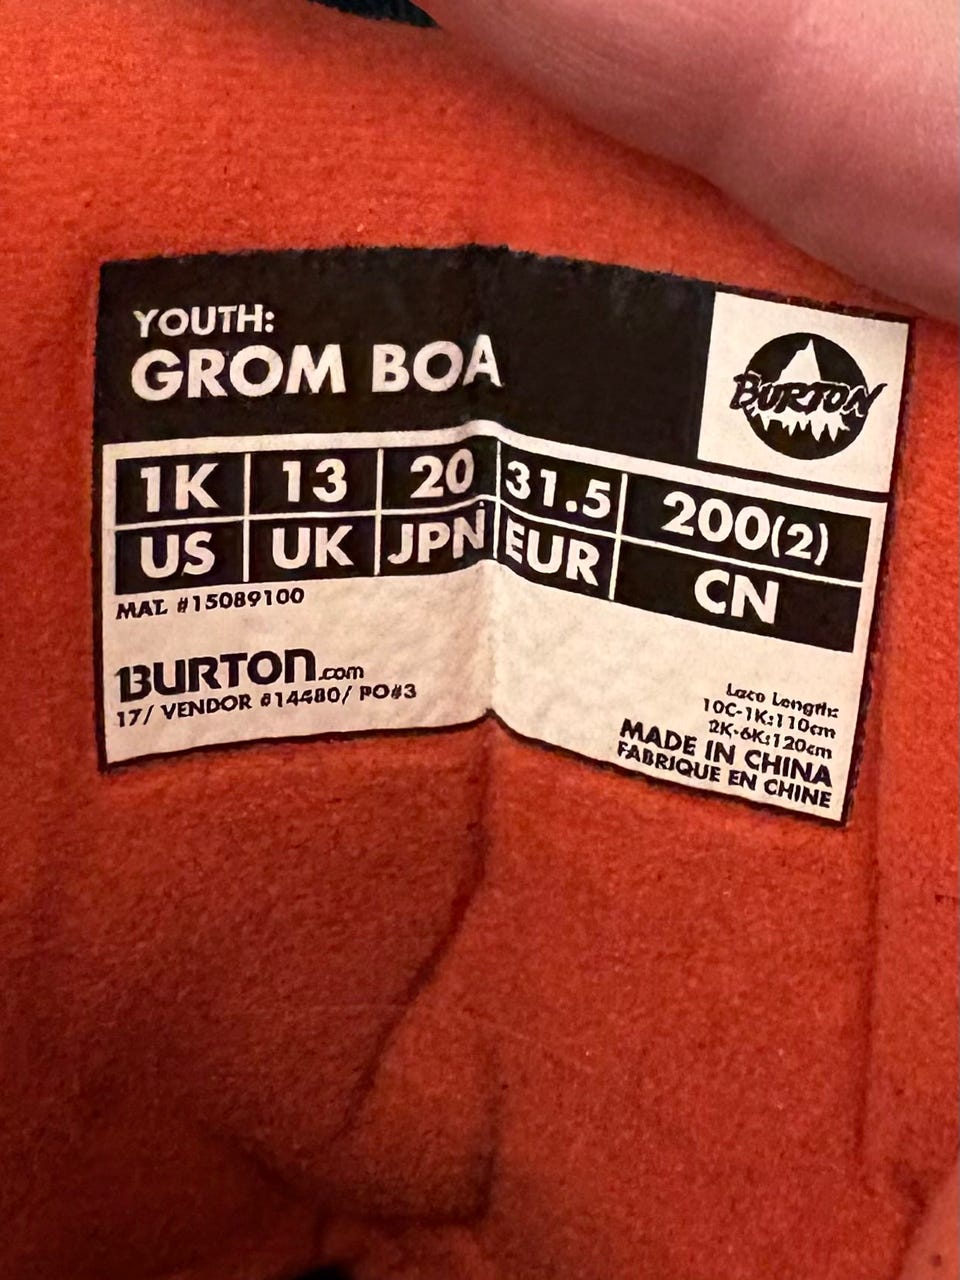 YOUTH:
GROM BOA
BURTON
1K 13 20 31.5 200(2)
US UK JPN EUR CN
MAT. #15089100
BURTON.com
17/ VENDOR #14480/ PO#3
Lace Lengths:
10C-1K:110cm
2K-6K:120cm
MADE IN CHINA
FABRIQUE EN CHINE